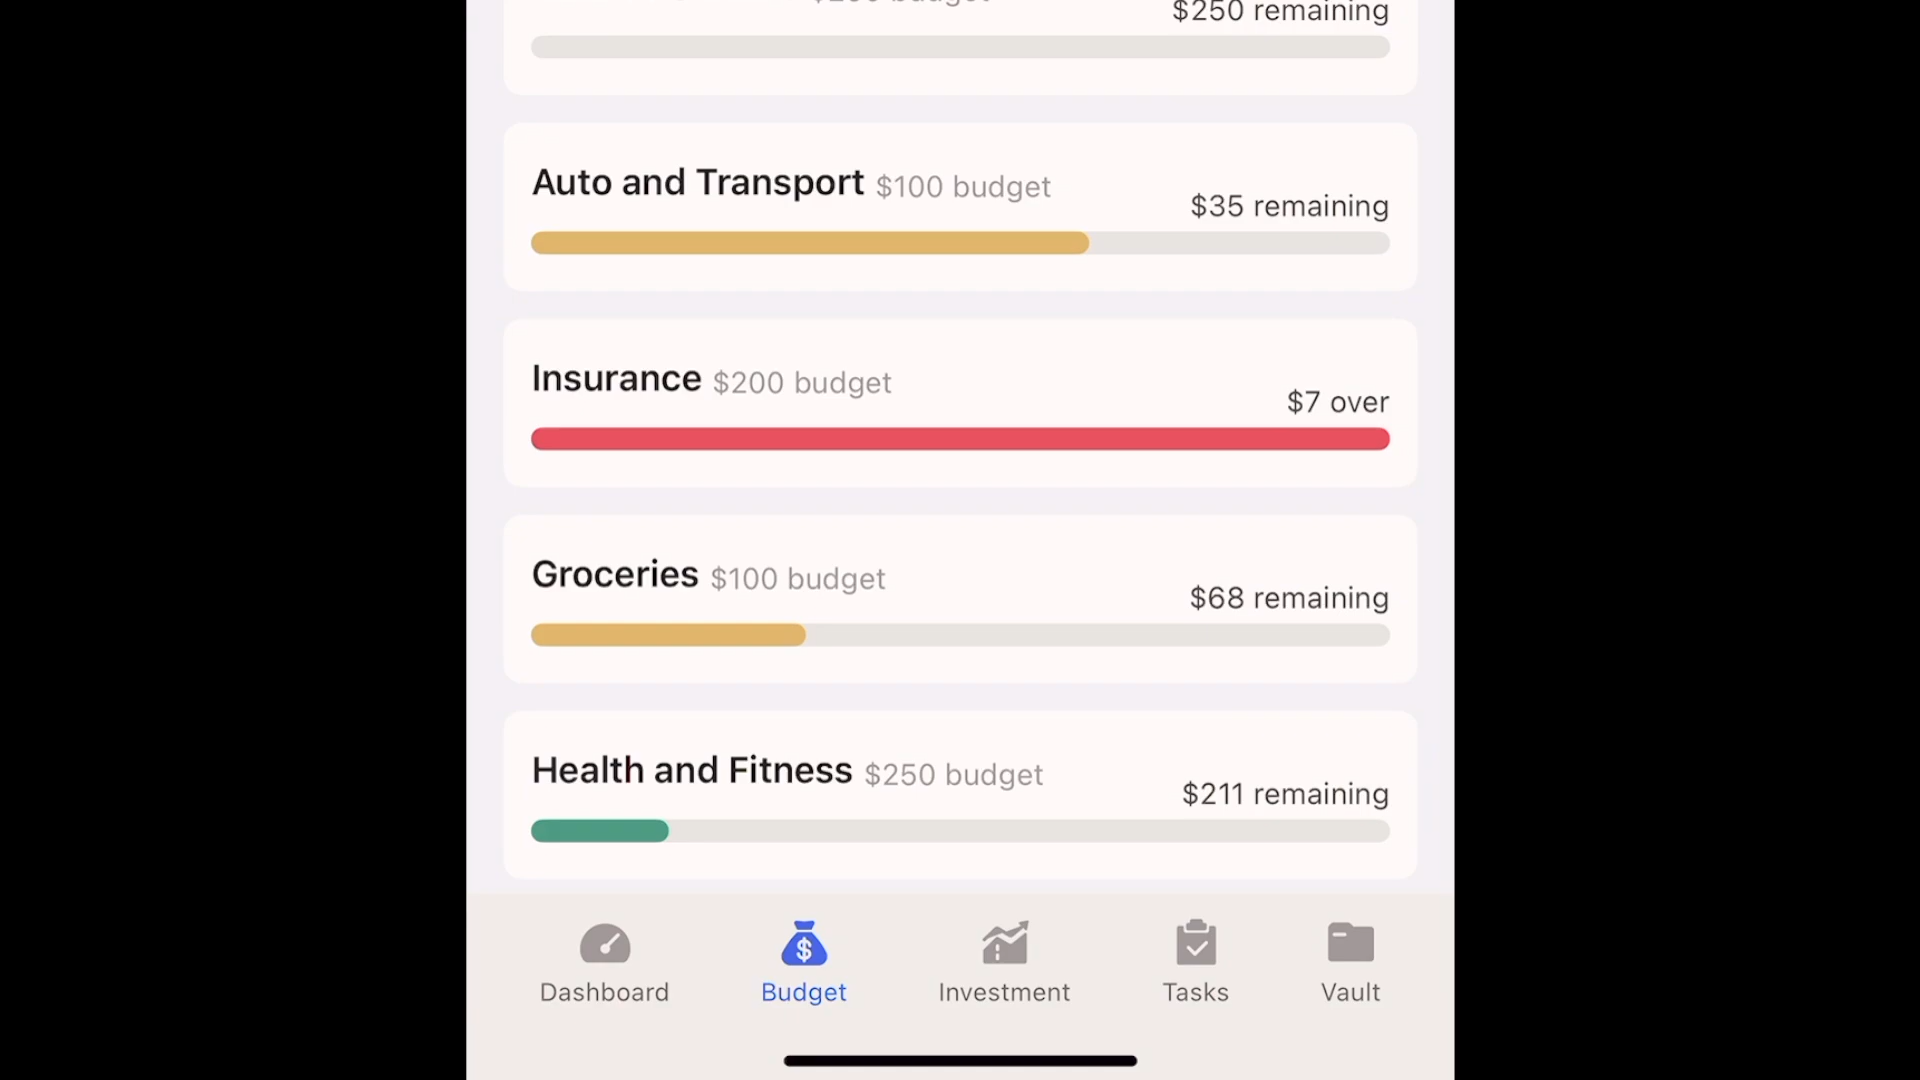 $250 remaining
Auto and Transport $100 budget
$35 remaining
Insurance $200 budget
$7 over
Groceries $100 budget
$68 remaining
Health and Fitness $250 budget
$211 remaining
Dashboard
Budget
Investment
Tasks
Vault